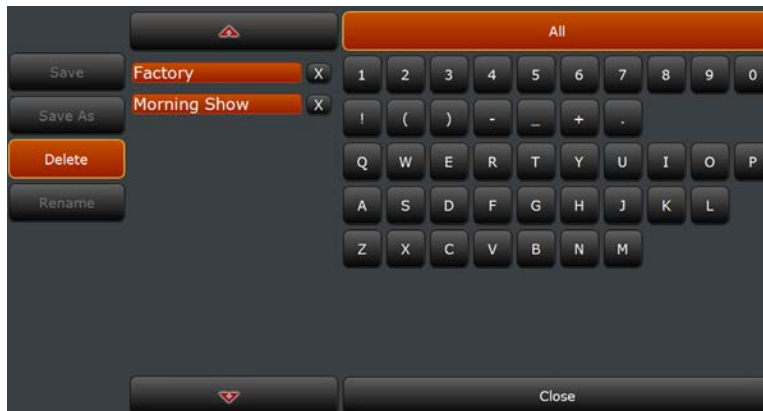 All
Save Factory X 1 2 3 4 5 6 7 8 9 0
Save As Morning Show X ! ( ) - _ + .
Delete Q W E R T Y U I O P
Rename A S D F G H J K L
Z X C V B N M
Close